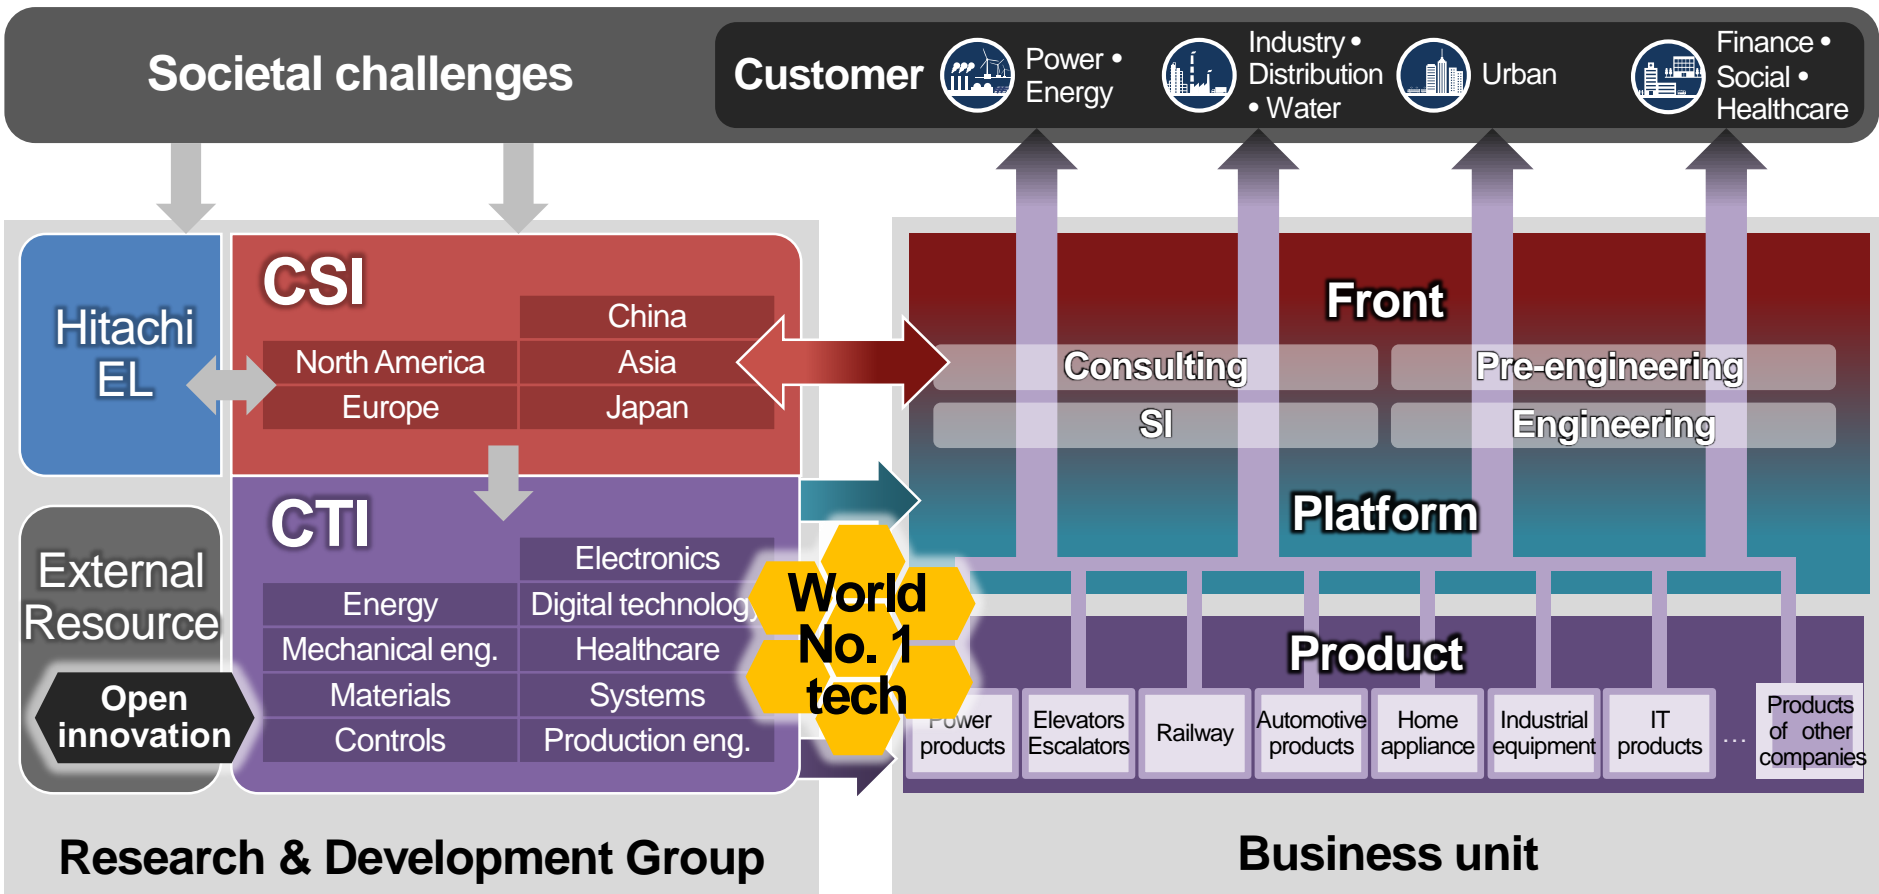 Societal challenges
Customer
Power •
Energy
Industry •
Distribution
• Water
Urban
Finance •
Social •
Healthcare
Hitachi
EL
CSI
China
North America
Asia
Europe
Japan
External
Resource
Open
innovation
CTI
Electronics
Energy
Digital technology
Mechanical eng.
Healthcare
Materials
Systems
Controls
Production eng.
World
No. 1
tech
Research & Development Group
Front
Consulting
Pre-engineering
SI
Engineering
Platform
Product
Power
products
Elevators
Escalators
Railway
Automotive
products
Home
appliance
Industrial
equipment
IT
products
...
Products
of other
companies
Business unit